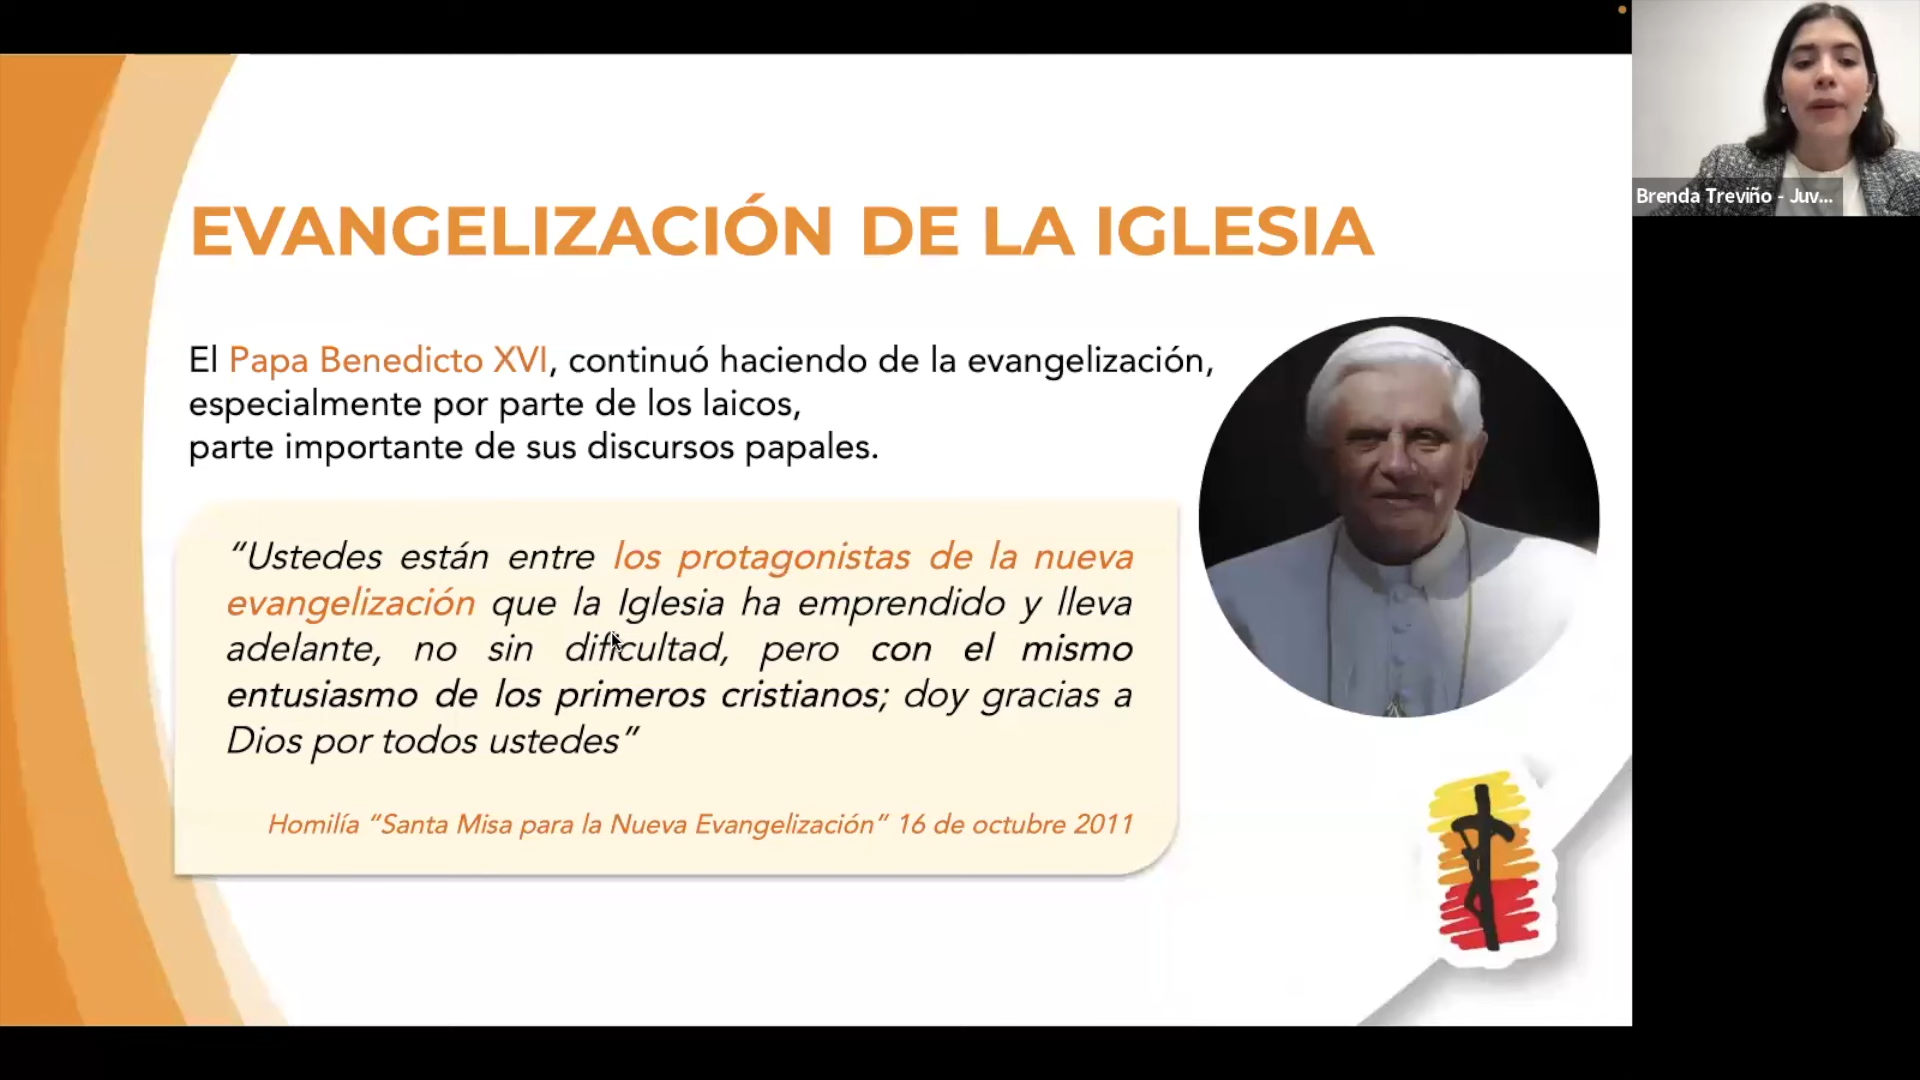 EVANGELIZACIÓN DE LA IGLESIA
El Papa Benedicto XVI, continuó haciendo de la evangelización,
especialmente por parte de los laicos,
parte importante de sus discursos papales.
“Ustedes están entre los protagonistas de la nueva
evangelización que la Iglesia ha emprendido y lleva
adelante, no sin dificultad, pero con el mismo
entusiasmo de los primeros cristianos; doy gracias a
Dios por todos ustedes”
Homilía “Santa Misa para la Nueva Evangelización” 16 de octubre 2011
Brenda Treviño - Juv...